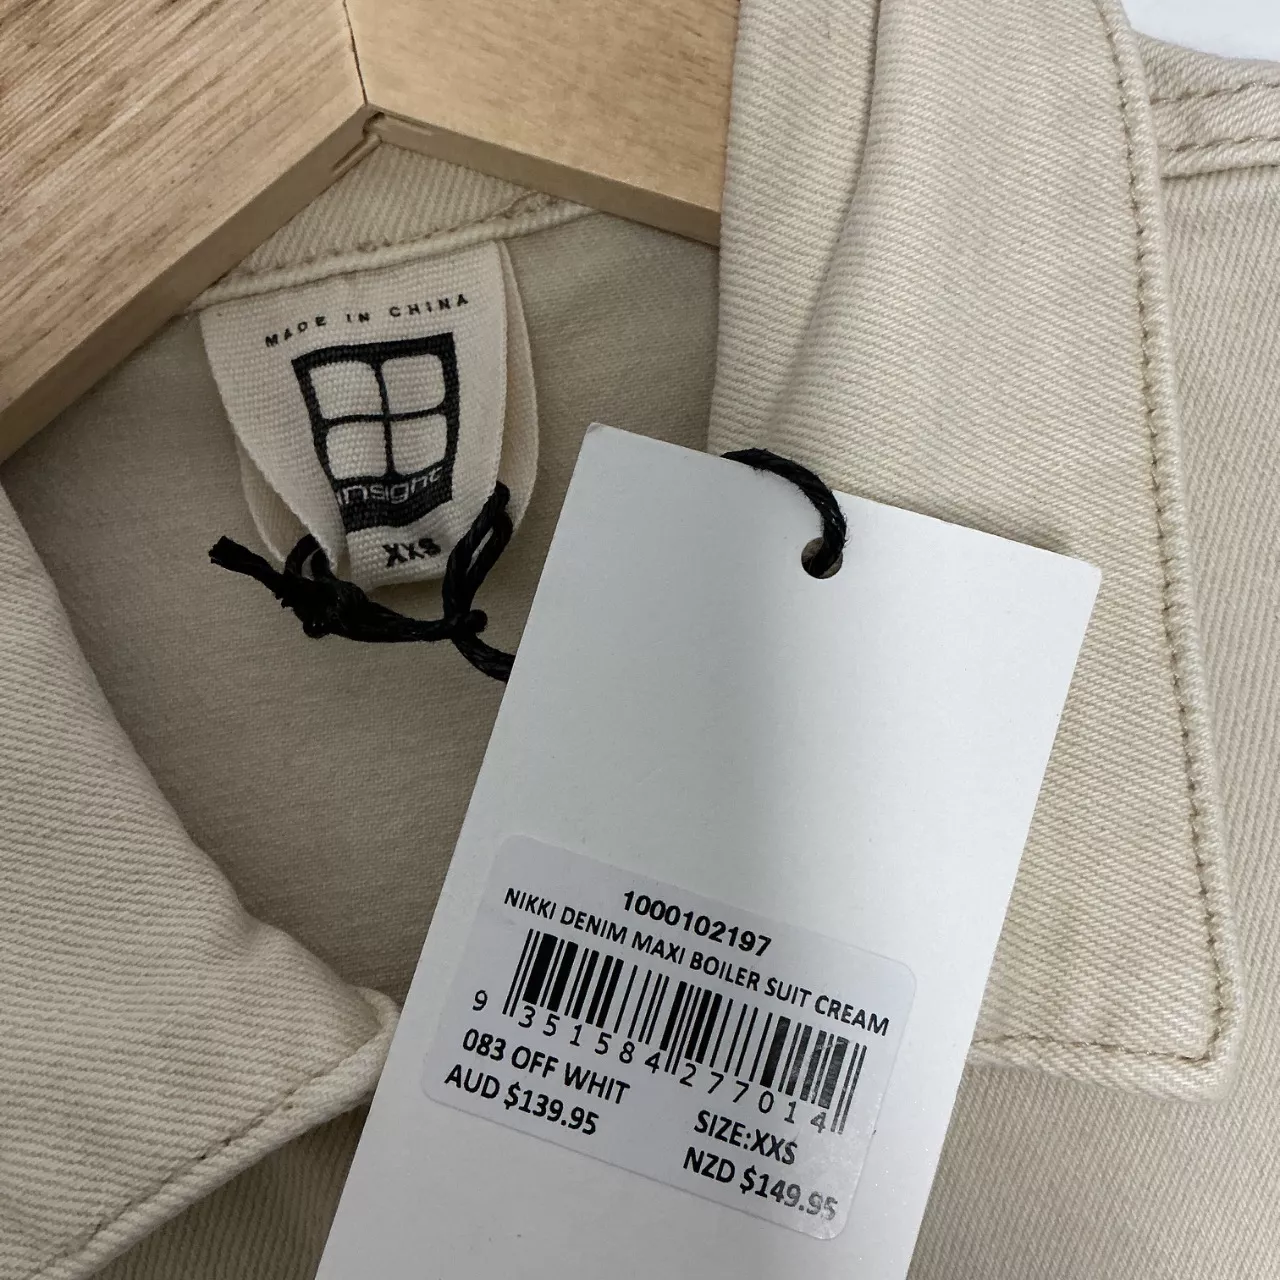 MADE IN CHINA
insight
XXS
1000102197
NIKKI DENIM MAXI BOILER SUIT CREAM
9 351584 277014
083 OFF WHIT
SIZE:XXS
AUD $139.95
NZD $149.95